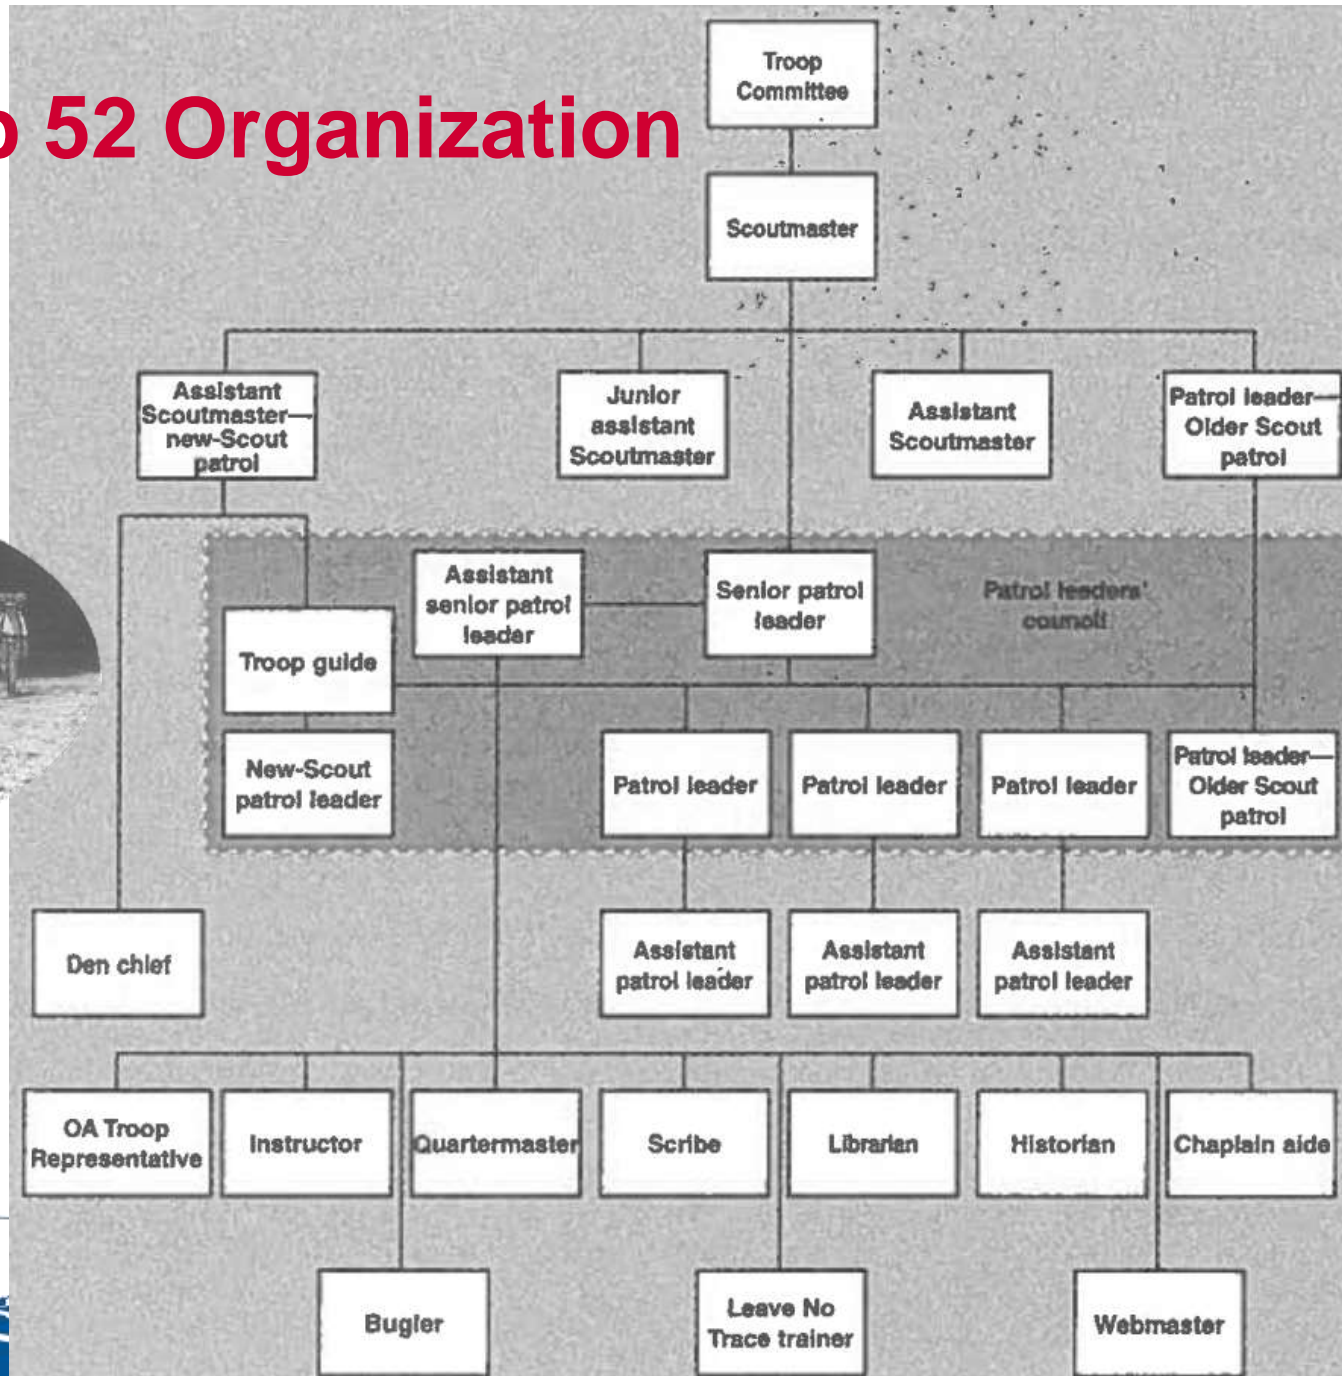 52 Organization
Troop
Committee
Scoutmaster
Assistant
Scoutmaster—
new-Scout
patrol
Junior
assistant
Scoutmaster
Assistant
Scoutmaster
Patrol leader—
Older Scout
patrol
Assistant
senior patrol
leader
Senior patrol
leader
Patrol leaders'
council
Troop guide
New-Scout
patrol leader
Patrol leader
Patrol leader
Patrol leader
Patrol leader—
Older Scout
patrol
Den chief
Assistant
patrol leader
Assistant
patrol leader
Assistant
patrol leader
OA Troop
Representative
Instructor
Quartermaster
Scribe
Librarian
Historian
Chaplain aide
Bugler
Leave No
Trace trainer
Webmaster